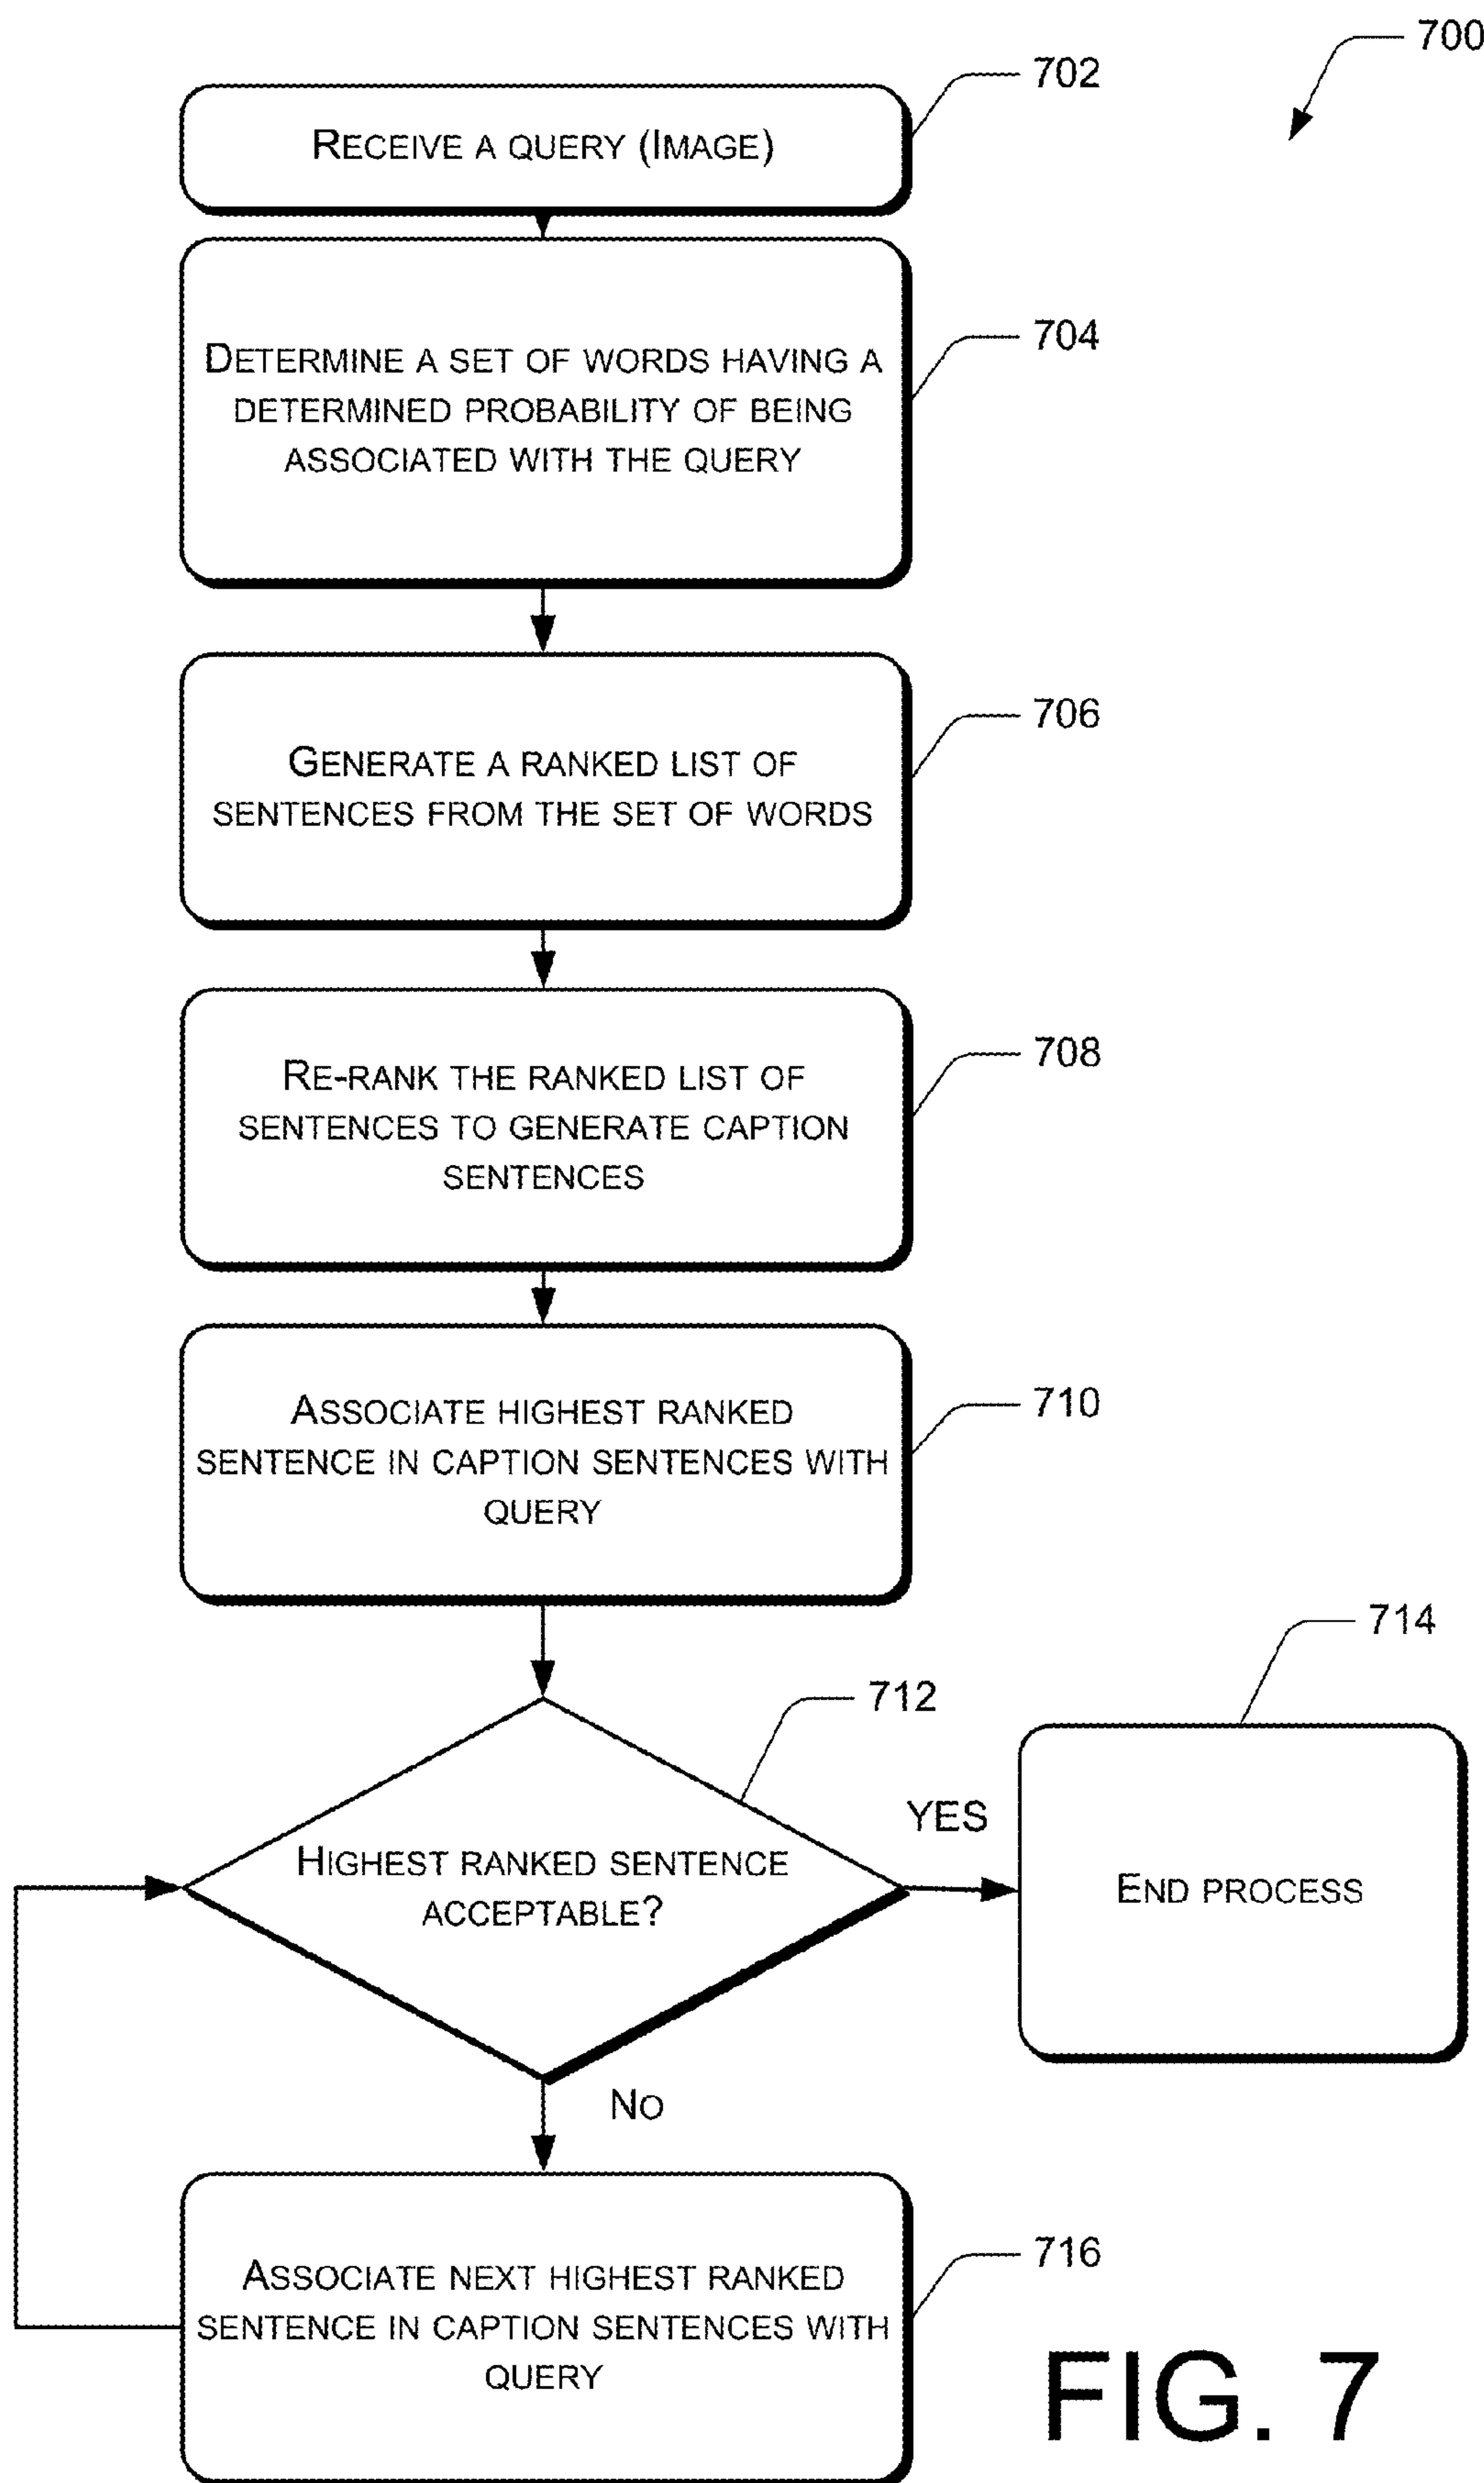 700
702
RECEIVE A QUERY (IMAGE)
704
DETERMINE A SET OF WORDS HAVING A
DETERMINED PROBABILITY OF BEING
ASSOCIATED WITH THE QUERY
706
GENERATE A RANKED LIST OF
SENTENCES FROM THE SET OF WORDS
708
RE-RANK THE RANKED LIST OF
SENTENCES TO GENERATE CAPTION
SENTENCES
710
ASSOCIATE HIGHEST RANKED
SENTENCE IN CAPTION SENTENCES WITH
QUERY
712
HIGHEST RANKED SENTENCE
ACCEPTABLE?
YES
714
END PROCESS
NO
716
ASSOCIATE NEXT HIGHEST RANKED
SENTENCE IN CAPTION SENTENCES WITH
QUERY
FIG. 7